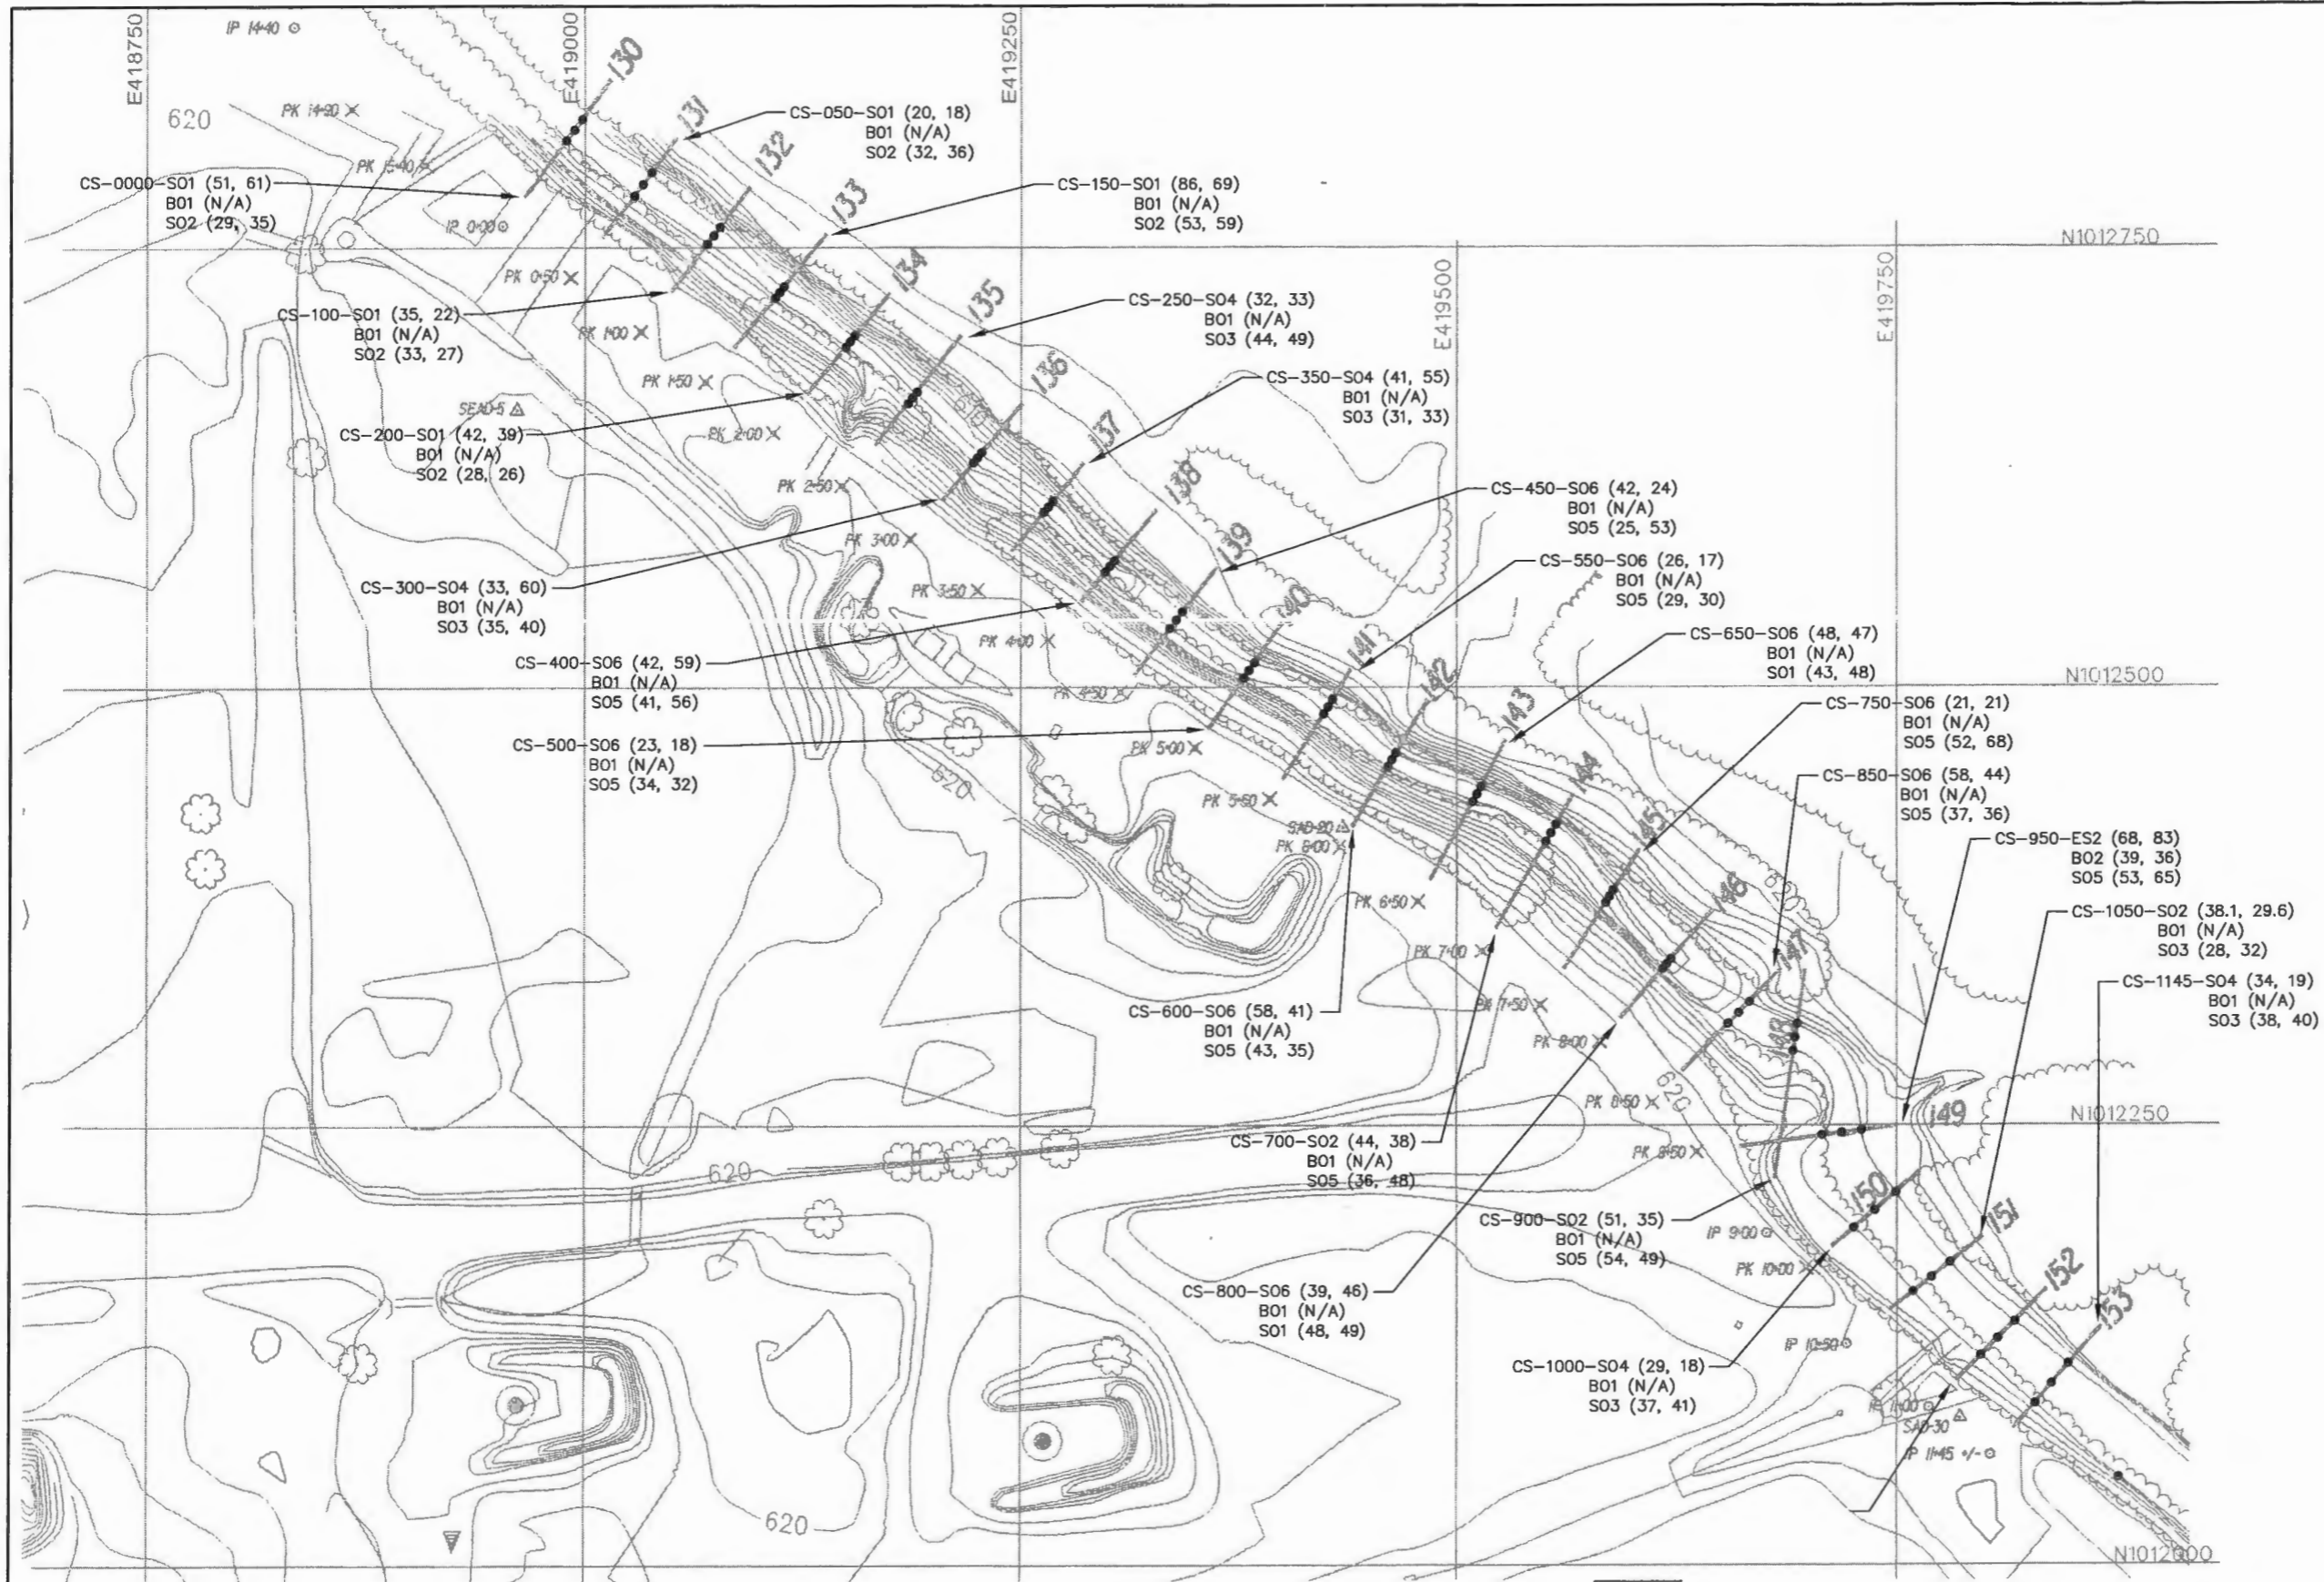 E418750
E419000
E419250
E419500
E419750
N1012750
N1012500
N1012250
N1012000
IP 14+40
PK 14+90
620
PK 15+40
IP 0+00
PK 0+50
PK 1+00
PK 1+50
SEAD-5
PK 2+00
PK 2+50
PK 3+00
PK 3+50
PK 4+00
PK 4+50
PK 5+00
PK 5+50
SAD-20
PK 6+00
PK 6+50
PK 7+00
PK 7+50
PK 8+00
PK 8+50
IP 9+00
PK 10+00
IP 10+50
SAD-30
IP 11+45 +/-
130
131
132
133
134
135
136
137
138
139
140
141
142
143
144
145
146
147
148
149
150
151
152
153
CS-0000-S01 (51, 61)
B01 (N/A)
S02 (29, 35)
CS-050-S01 (20, 18)
B01 (N/A)
S02 (32, 36)
CS-100-S01 (35, 22)
B01 (N/A)
S02 (33, 27)
CS-150-S01 (86, 69)
B01 (N/A)
S02 (53, 59)
CS-200-S01 (42, 39)
B01 (N/A)
S02 (28, 26)
CS-250-S04 (32, 33)
B01 (N/A)
S03 (44, 49)
CS-300-S04 (33, 60)
B01 (N/A)
S03 (35, 40)
CS-350-S04 (41, 55)
B01 (N/A)
S03 (31, 33)
CS-400-S06 (42, 59)
B01 (N/A)
S05 (41, 56)
CS-450-S06 (42, 24)
B01 (N/A)
S05 (25, 53)
CS-500-S06 (23, 18)
B01 (N/A)
S05 (34, 32)
CS-550-S06 (26, 17)
B01 (N/A)
S05 (29, 30)
CS-600-S06 (58, 41)
B01 (N/A)
S05 (43, 35)
CS-650-S06 (48, 47)
B01 (N/A)
S01 (43, 48)
CS-700-S02 (44, 38)
B01 (N/A)
S05 (36, 48)
CS-750-S06 (21, 21)
B01 (N/A)
S05 (52, 68)
CS-800-S06 (39, 46)
B01 (N/A)
S01 (48, 49)
CS-850-S06 (58, 44)
B01 (N/A)
S05 (37, 36)
CS-900-S02 (51, 35)
B01 (N/A)
S05 (54, 49)
CS-950-ES2 (68, 83)
B02 (39, 36)
S05 (53, 65)
CS-1000-S04 (29, 18)
B01 (N/A)
S03 (37, 41)
CS-1050-S02 (38.1, 29.6)
B01 (N/A)
S03 (28, 32)
CS-1145-S04 (34, 19)
B01 (N/A)
S03 (38, 40)
620
620
620
620